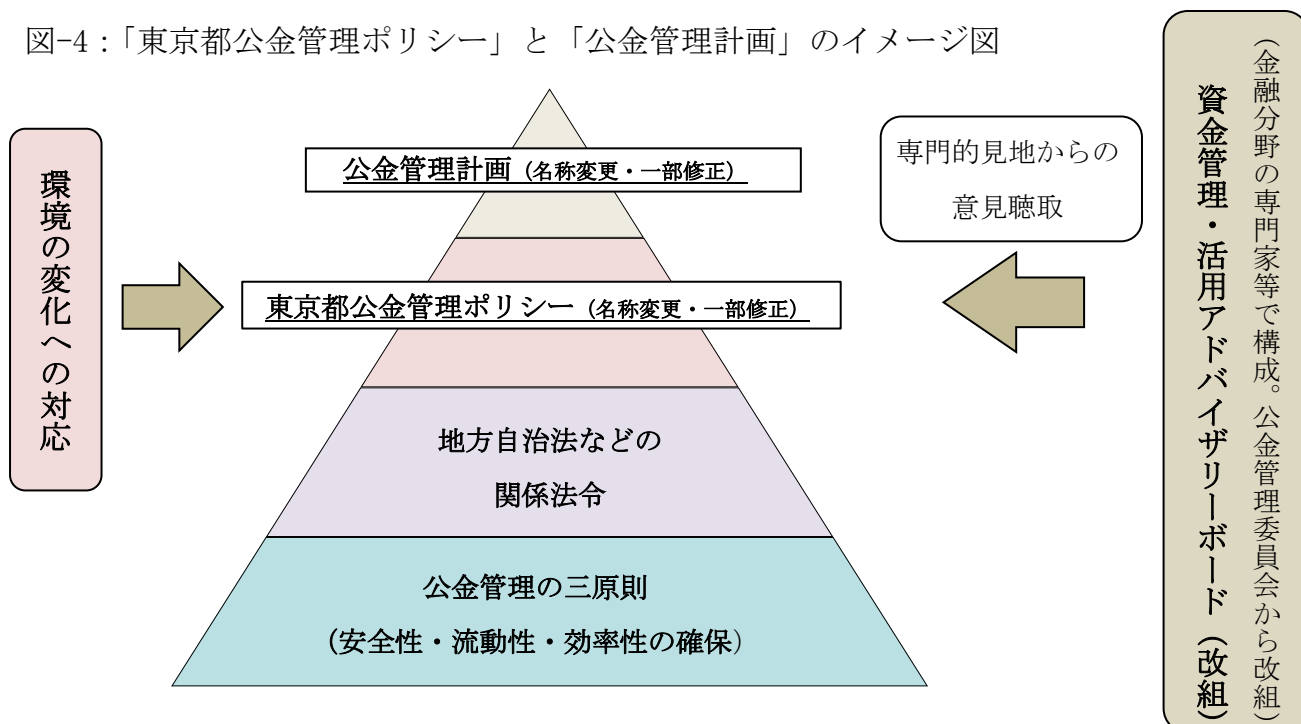 図-4：「東京都公金管理ポリシー」と「公金管理計画」のイメージ図
環境の変化への対応
公金管理計画（名称変更・一部修正）
東京都公金管理ポリシー（名称変更・一部修正）
地方自治法などの
関係法令
公金管理の三原則
（安全性・流動性・効率性の確保）
専門的見地からの
意見聴取
（金融分野の専門家等で構成。公金管理委員会から改組）
資金管理・活用アドバイザリーボード（改組）